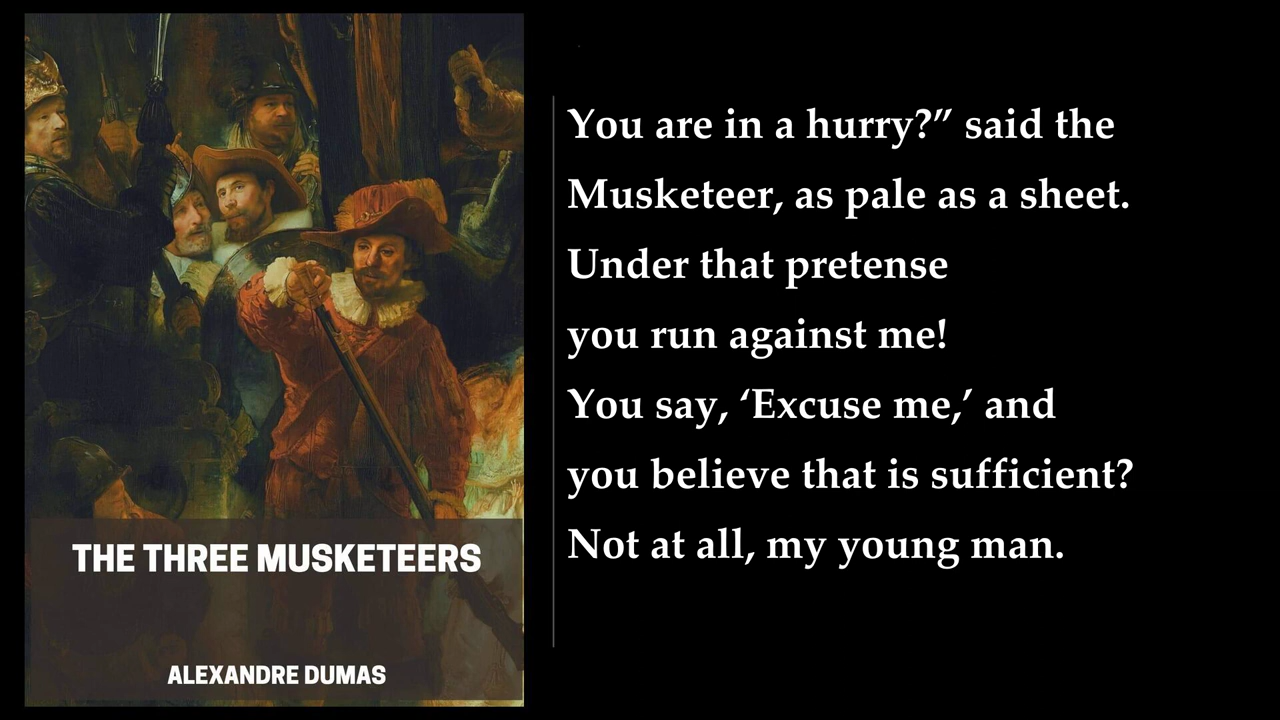 THE THREE MUSKETEERS
ALEXANDRE DUMAS
You are in a hurry?” said the
Musketeer, as pale as a sheet.
Under that pretense
you run against me!
You say, ‘Excuse me,’ and
you believe that is sufficient?
Not at all, my young man.